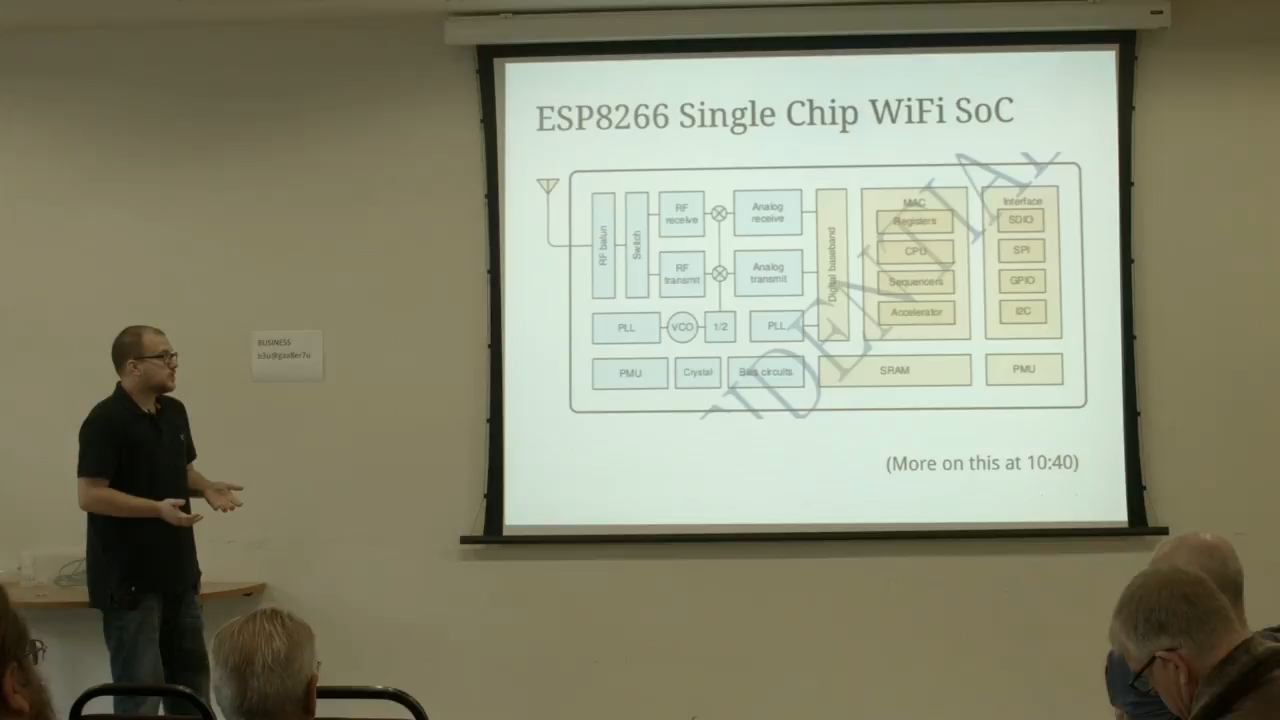 BUSINESS
ESP8266 Single Chip WiFi SoC
RF balun
Switch
RF
receive
Analog
receive
RF
transmit
Analog
transmit
Digital baseband
MAC
Registers
CPU
Sequencers
Accelerator
Interface
SDIO
SPI
GPIO
I2C
PLL
VCO
1/2
PLL
PMU
Crystal
Bias circuits
SRAM
PMU
(More on this at 10:40)